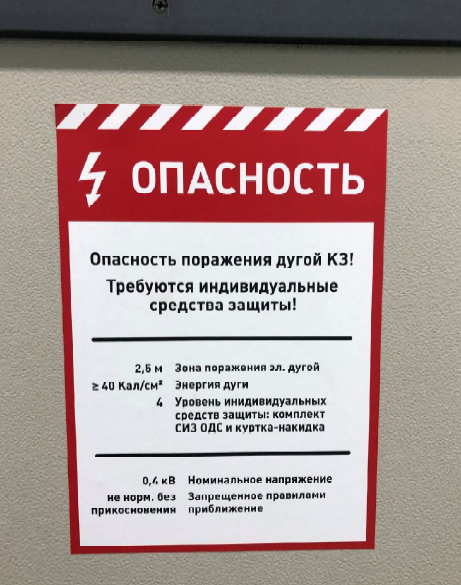 ОПАСНОСТЬ
Опасность поражения дугой КЗ!
Требуются индивидуальные
средства защиты!
2,5 м Зона поражения эл. дугой
≥ 40 Кал/см² Энергия дуги
4 Уровень инидивидуальных
средств защиты: комплект
СИЗ ОДС и куртка-накидка
0,4 кВ Номинальное напряжение
не норм. без Запрещенное правилами
прикосновения приближение